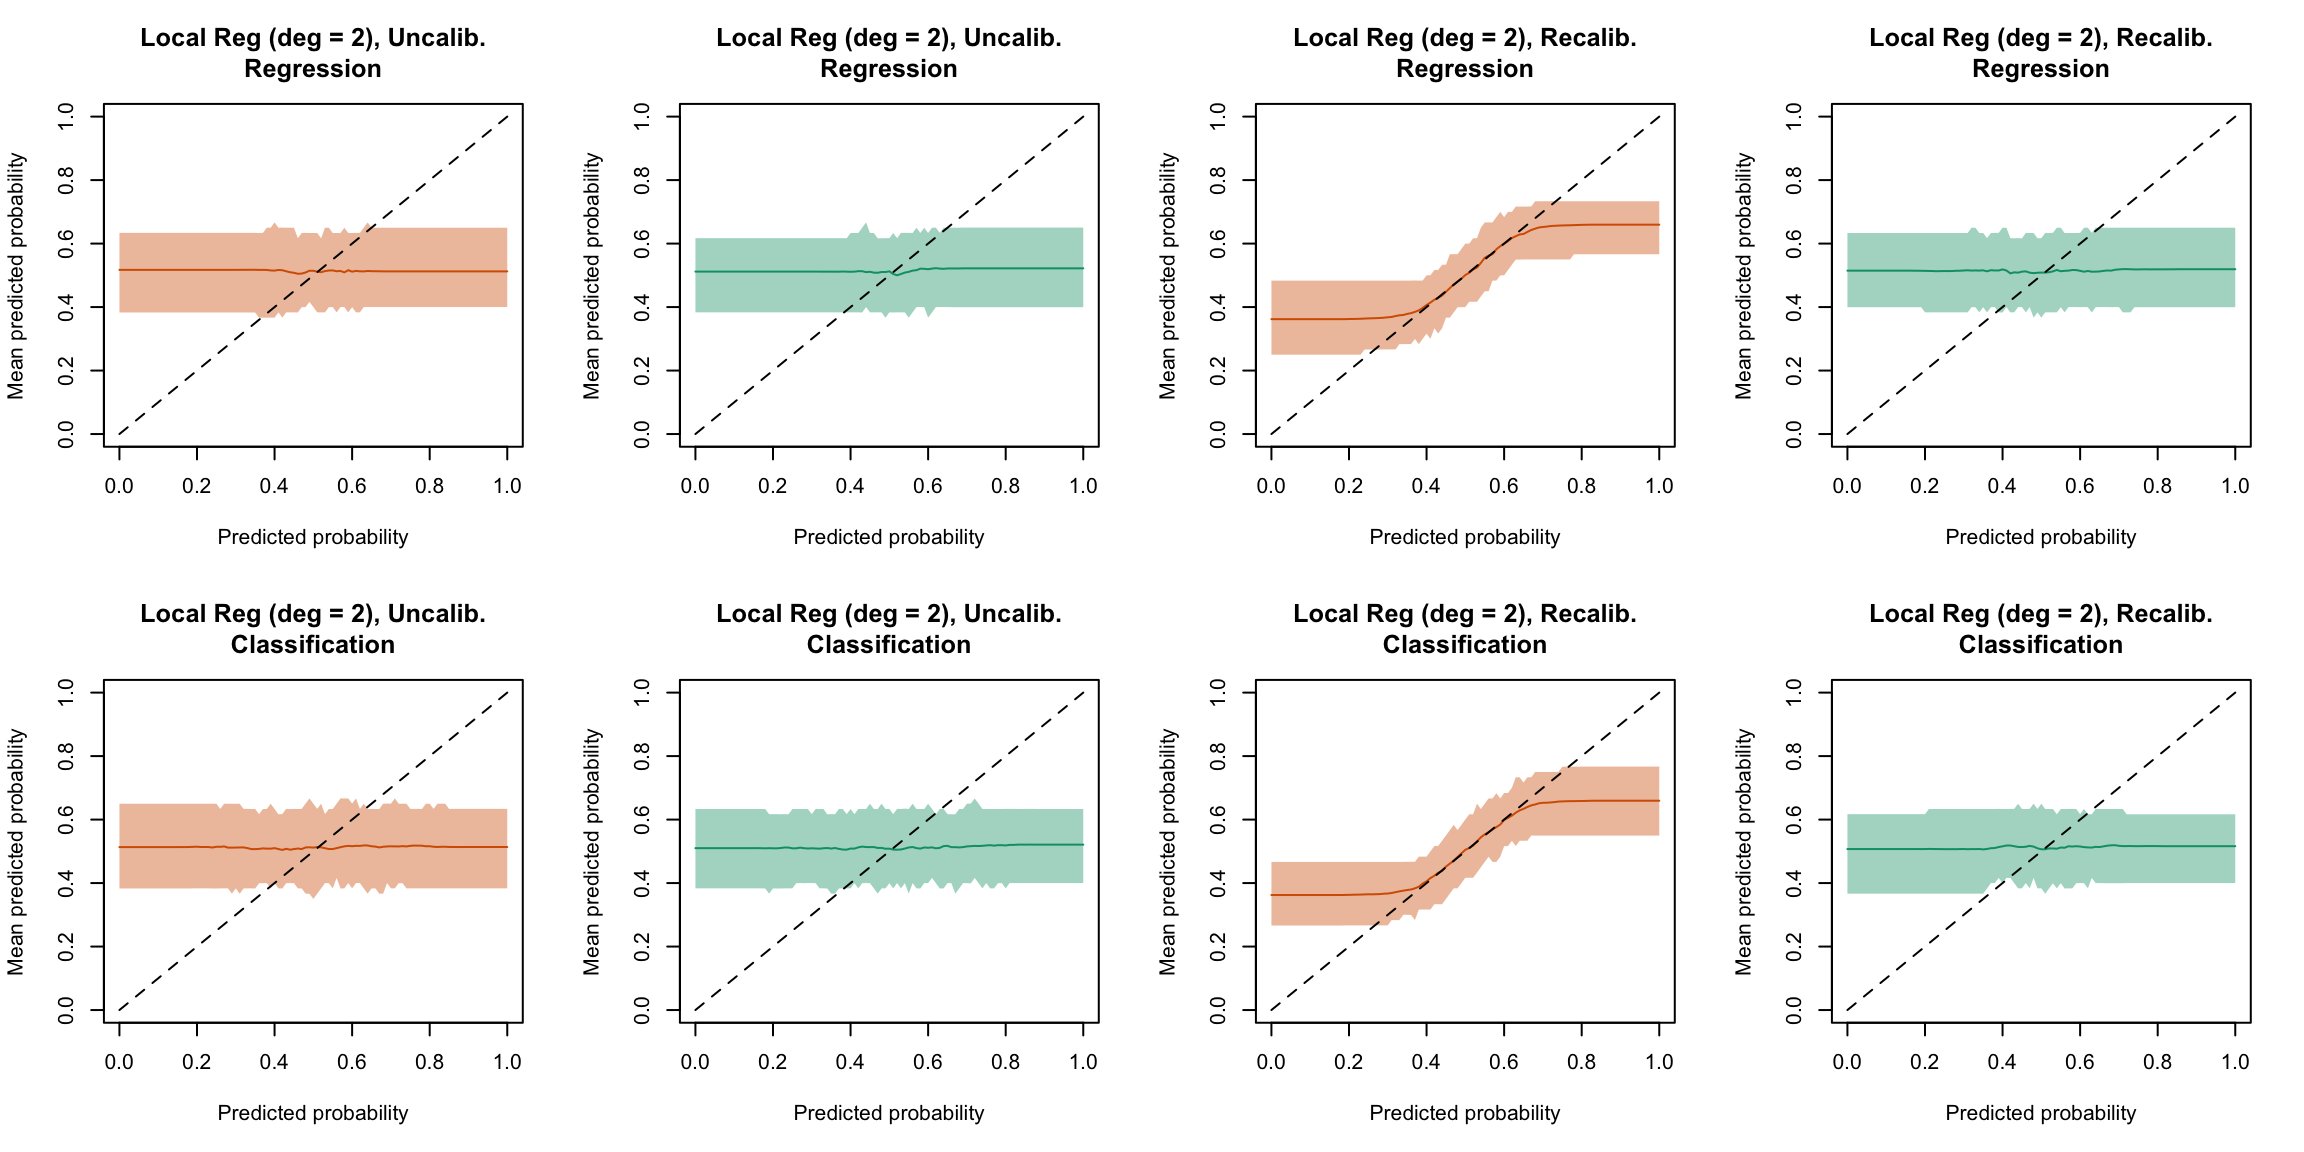 Local Reg (deg = 2), Uncalib.
Regression
Mean predicted probability
0.0 0.2 0.4 0.6 0.8 1.0
0.0 0.2 0.4 0.6 0.8 1.0
Predicted probability
Local Reg (deg = 2), Uncalib.
Regression
Mean predicted probability
0.0 0.2 0.4 0.6 0.8 1.0
0.0 0.2 0.4 0.6 0.8 1.0
Predicted probability
Local Reg (deg = 2), Recalib.
Regression
Mean predicted probability
0.0 0.2 0.4 0.6 0.8 1.0
0.0 0.2 0.4 0.6 0.8 1.0
Predicted probability
Local Reg (deg = 2), Recalib.
Regression
Mean predicted probability
0.0 0.2 0.4 0.6 0.8 1.0
0.0 0.2 0.4 0.6 0.8 1.0
Predicted probability
Local Reg (deg = 2), Uncalib.
Classification
Mean predicted probability
0.0 0.2 0.4 0.6 0.8 1.0
0.0 0.2 0.4 0.6 0.8 1.0
Predicted probability
Local Reg (deg = 2), Uncalib.
Classification
Mean predicted probability
0.0 0.2 0.4 0.6 0.8 1.0
0.0 0.2 0.4 0.6 0.8 1.0
Predicted probability
Local Reg (deg = 2), Recalib.
Classification
Mean predicted probability
0.0 0.2 0.4 0.6 0.8 1.0
0.0 0.2 0.4 0.6 0.8 1.0
Predicted probability
Local Reg (deg = 2), Recalib.
Classification
Mean predicted probability
0.0 0.2 0.4 0.6 0.8 1.0
0.0 0.2 0.4 0.6 0.8 1.0
Predicted probability